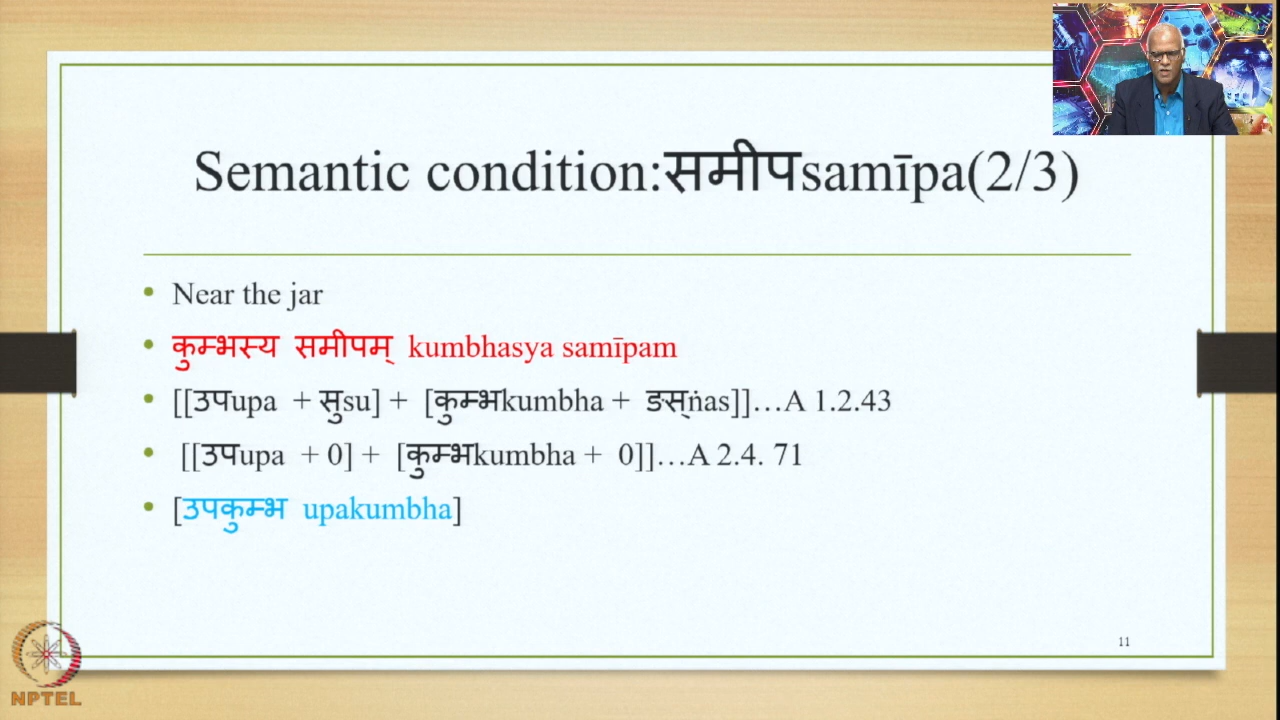 Semantic condition:समीपsamīpa(2/3)
• Near the jar
• कुम्भस्य समीपम् kumbhasya samīpam
• [[उपupa + सुsu] + [कुम्भkumbha + ङस्ṅas]]…A 1.2.43
• [[उपupa + 0] + [कुम्भkumbha + 0]]…A 2.4. 71
• [उपकुम्भ upakumbha]
11
NPTEL